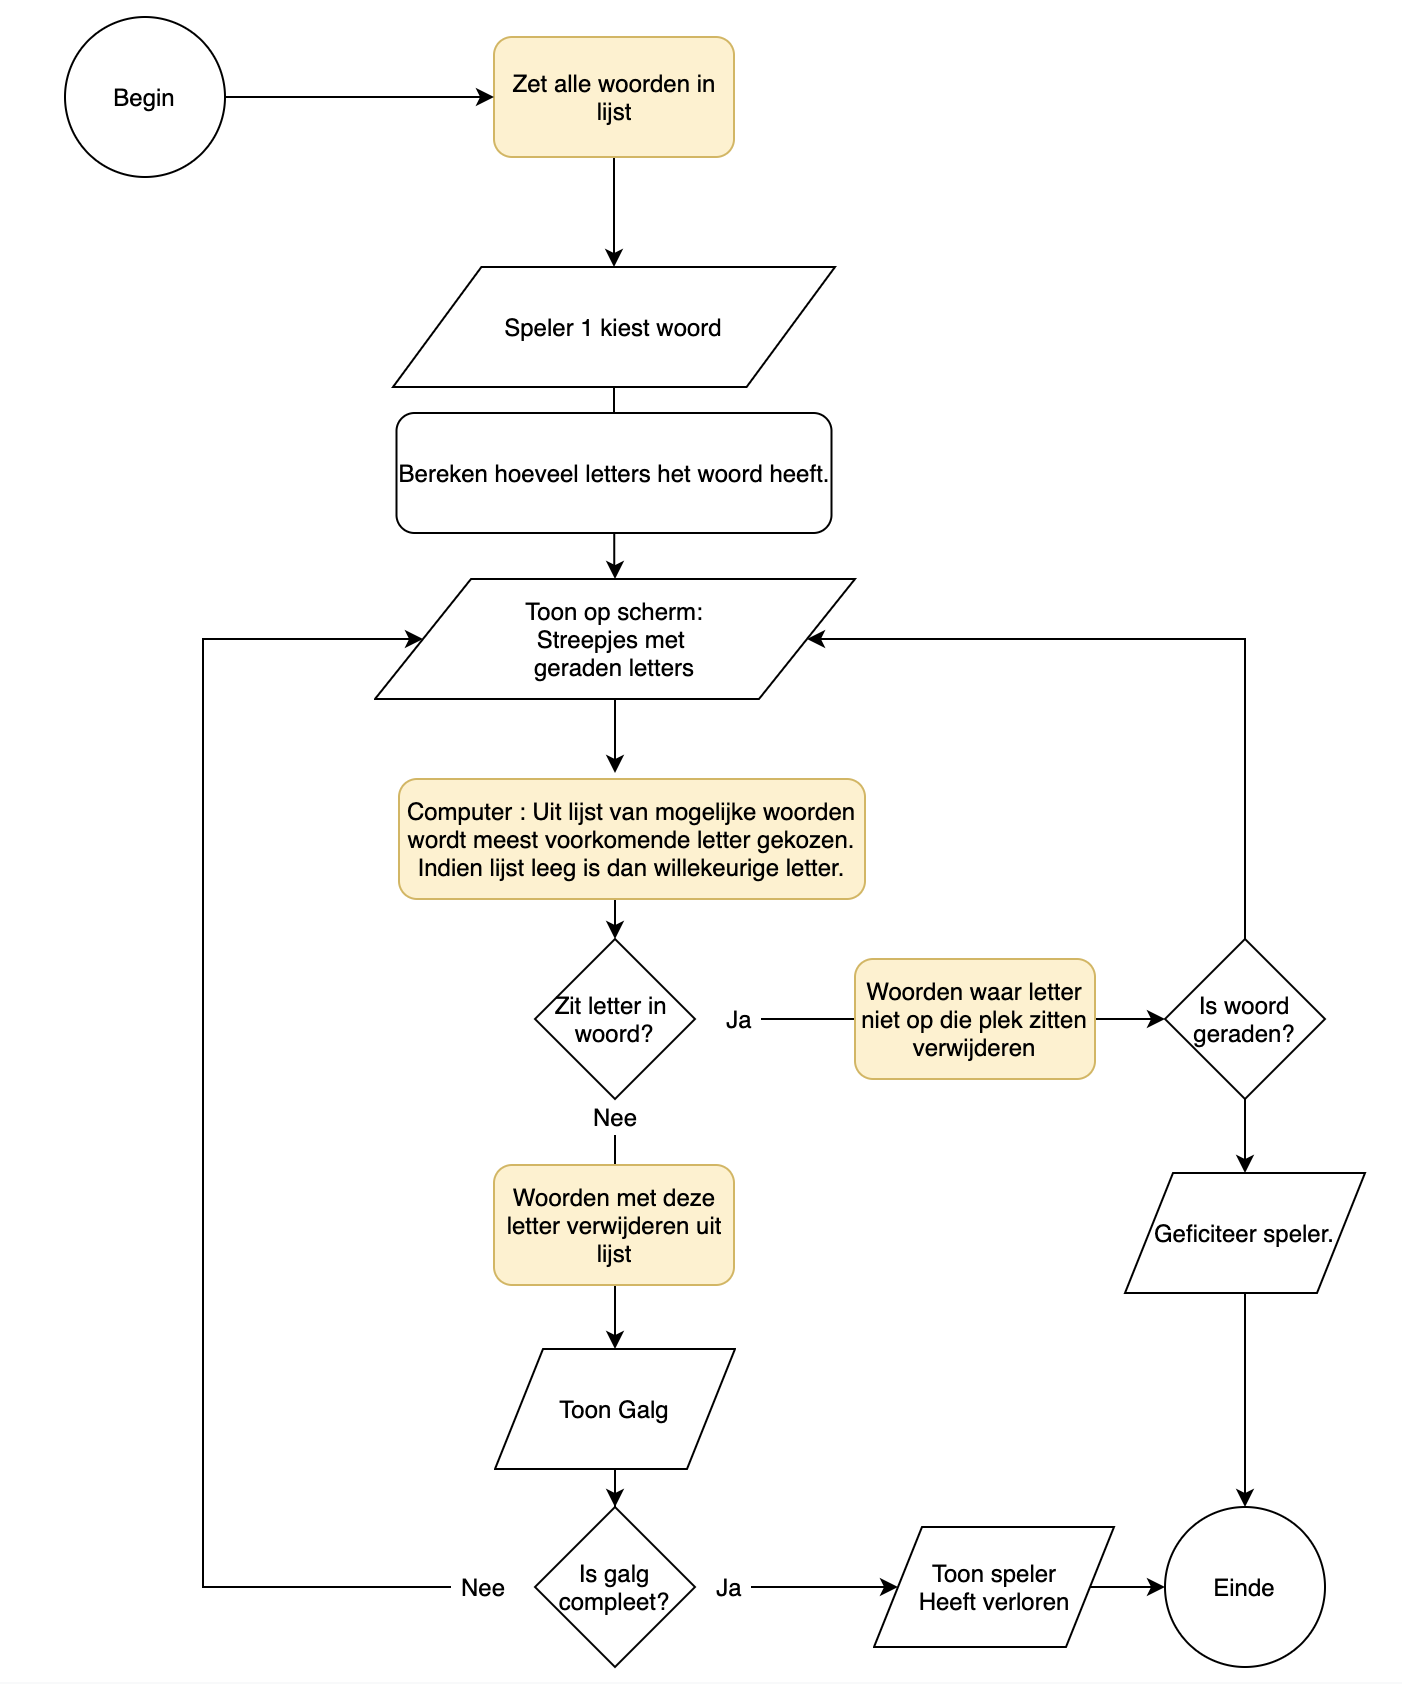 Begin
Zet alle woorden in
lijst
Speler 1 kiest woord
Bereken hoeveel letters het woord heeft.
Toon op scherm:
Streepjes met
geraden letters
Computer : Uit lijst van mogelijke woorden
wordt meest voorkomende letter gekozen.
Indien lijst leeg is dan willekeurige letter.
Zit letter in
woord?
Ja
Woorden waar letter
niet op die plek zitten
verwijderen
Is woord
geraden?
Nee
Woorden met deze
letter verwijderen uit
lijst
Geficiteer speler.
Toon Galg
Nee
Is galg
compleet?
Ja
Toon speler
Heeft verloren
Einde